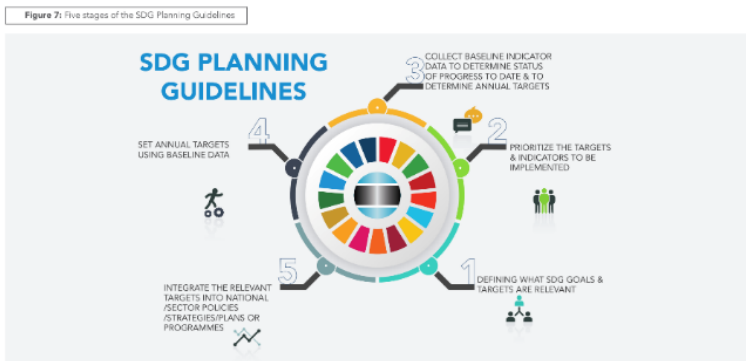 Figure 7: Five stages of the SDG Planning Guidelines
SDG PLANNING
GUIDELINES
3
COLLECT BASELINE INDICATOR
DATA TO DETERMINE STATUS
OF PROGRESS TO DATE & TO
DETERMINE ANNUAL TARGETS
4
SET ANNUAL TARGETS
USING BASELINE DATA
2
PRIORITIZE THE TARGETS
& INDICATORS TO BE
IMPLEMENTED
5
INTEGRATE THE RELEVANT
TARGETS INTO NATIONAL
/SECTOR POLICIES
/STRATEGIES/PLANS OR
PROGRAMMES
1
DEFINING WHAT SDG GOALS &
TARGETS ARE RELEVANT